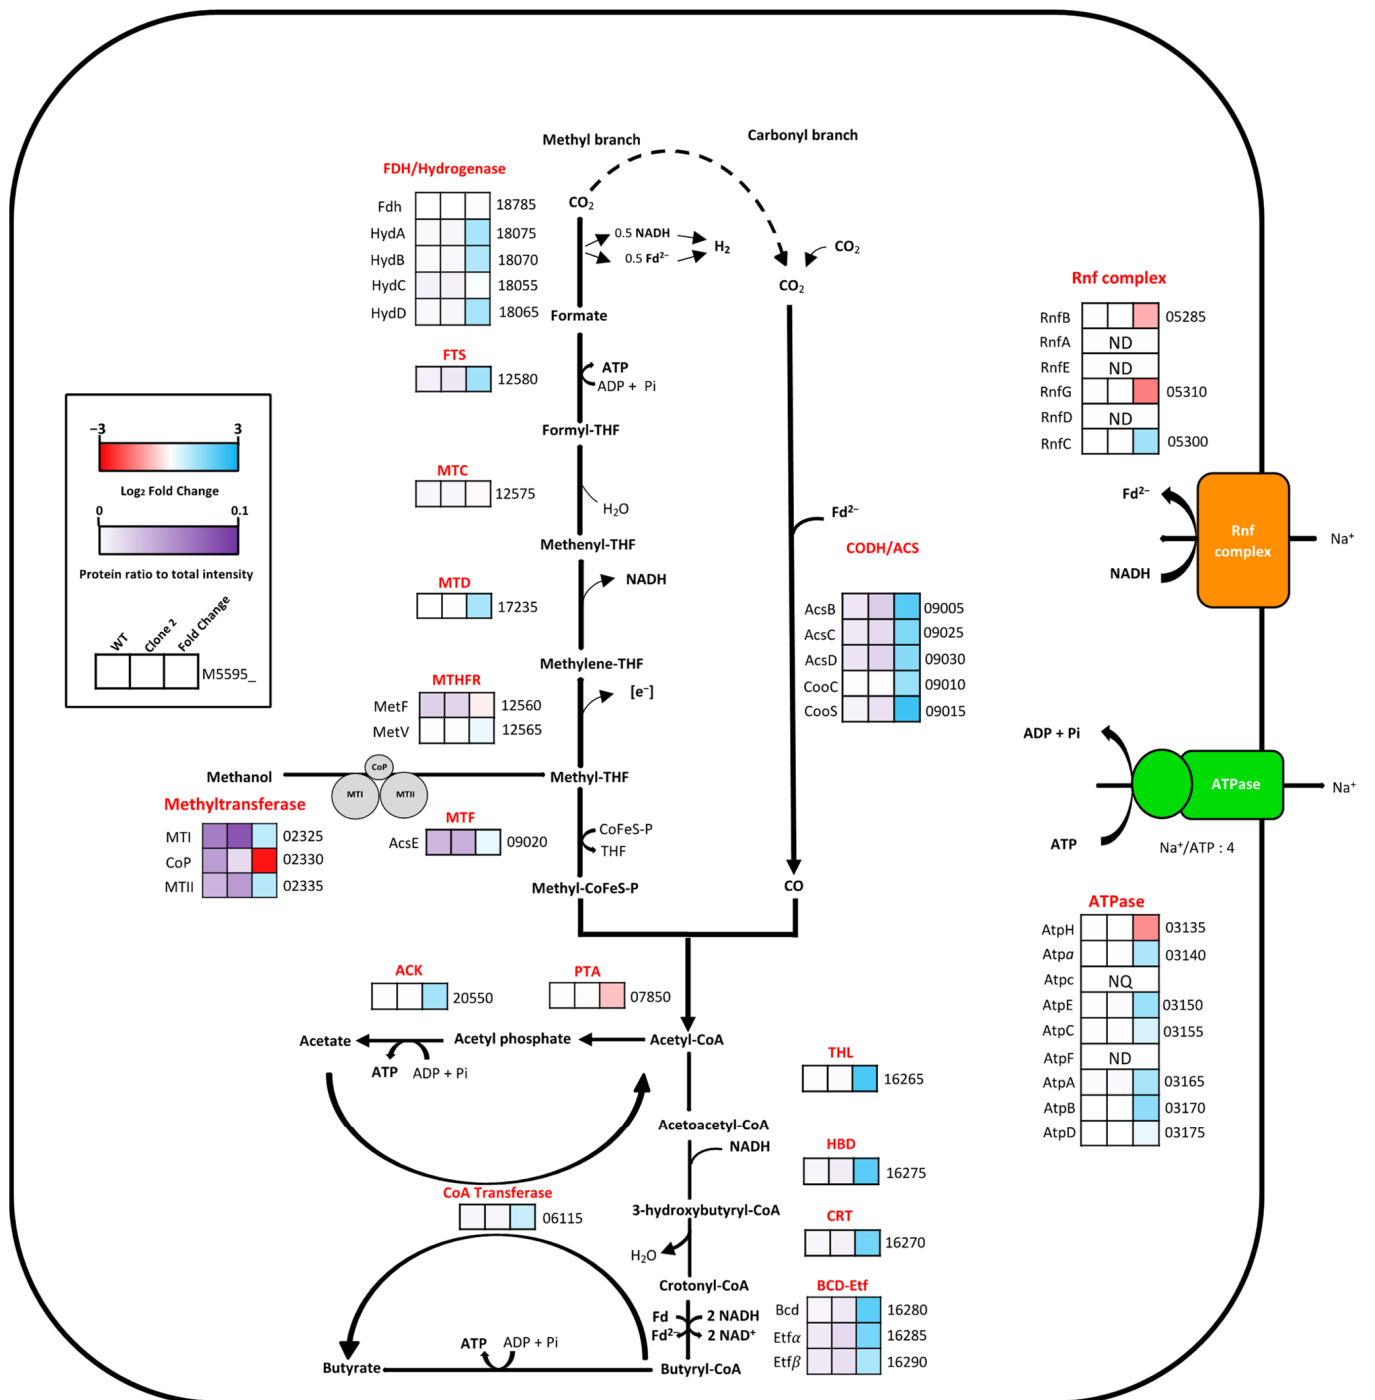 Methyl branch
Carbonyl branch
FDH/Hydrogenase
Fdh 18785
HydA 18075
HydB 18070
HydC 18055
HydD 18065
CO₂
0.5 NADH
0.5 Fd²⁻
H₂
CO₂
CO₂
Formate
FTS
12580
ATP
ADP + Pi
Formyl-THF
MTC
12575
H₂O
Methenyl-THF
MTD
17235
NADH
Methylene-THF
MTHFR
MetF 12560
MetV 12565
[e⁻]
Methanol
CoP
MTI
MTII
Methyl-THF
Methyltransferase
MTI 02325
CoP 02330
MTII 02335
MTF
AcsE 09020
CoFeS-P
THF
Methyl-CoFeS-P
Fd²⁻
CODH/ACS
AcsB 09005
AcsC 09025
AcsD 09030
CooC 09010
CooS 09015
CO
−3 3
Log₂ Fold Change
0 0.1
Protein ratio to total intensity
WT
Clone 2
Fold Change
M5595_
Rnf complex
RnfB 05285
RnfA ND
RnfE ND
RnfG 05310
RnfD ND
RnfC 05300
Fd²⁻
NADH
Rnf
complex
Na⁺
ADP + Pi
ATP
ATPase
Na⁺
Na⁺/ATP : 4
ATPase
AtpH 03135
Atpa 03140
Atpc NQ
AtpE 03150
AtpC 03155
AtpF ND
AtpA 03165
AtpB 03170
AtpD 03175
ACK
20550
PTA
07850
Acetate
Acetyl phosphate
Acetyl-CoA
ATP
ADP + Pi
THL
16265
Acetoacetyl-CoA
NADH
HBD
16275
CoA Transferase
06115
3-hydroxybutyryl-CoA
CRT
16270
H₂O
Crotonyl-CoA
BCD-Etf
Bcd 16280
Etfα 16285
Etfβ 16290
Fd
2 NADH
Fd²⁻
2 NAD⁺
ATP
ADP + Pi
Butyrate
Butyryl-CoA